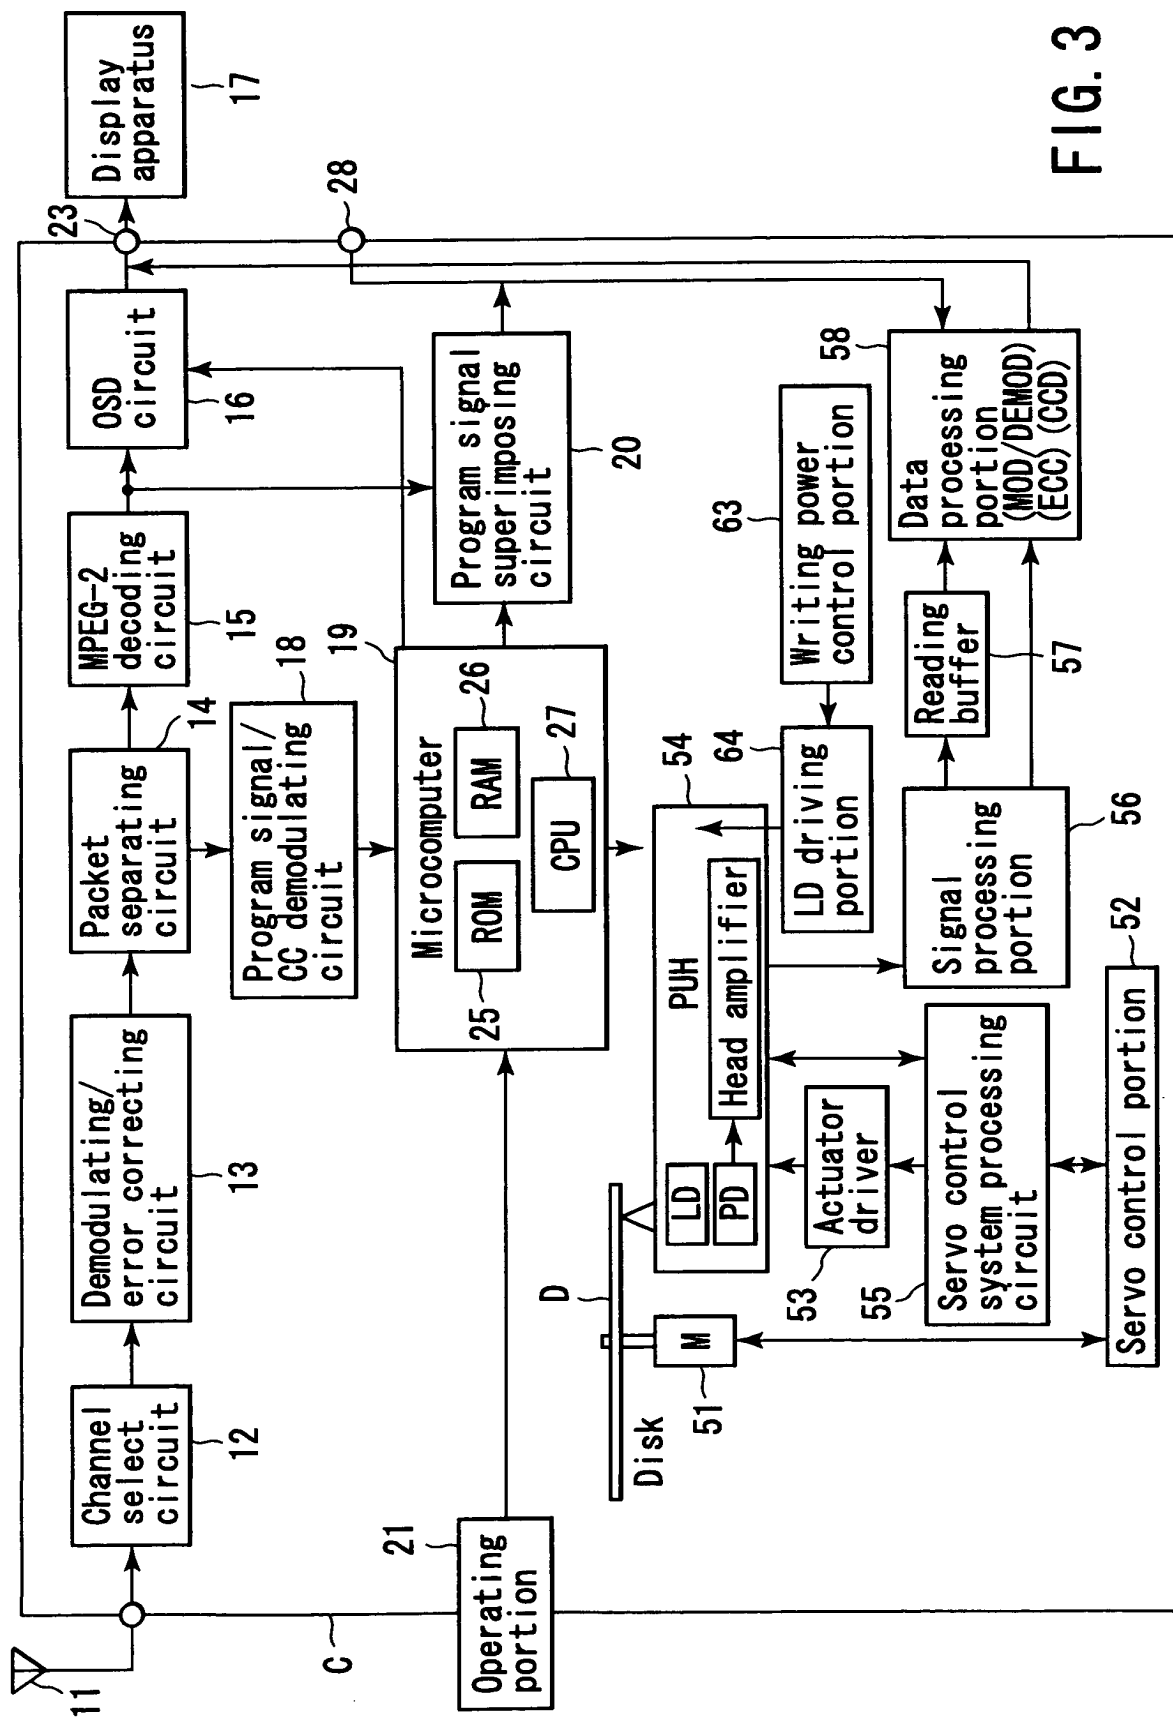 11
C
Channel
select
circuit
12
Demodulating/
error correcting
circuit
13
Packet
separating
circuit
14
MPEG-2
decoding
circuit
15
OSD
circuit
16
23
Display
apparatus
17
28
Program signal/
CC demodulating
circuit
18
Microcomputer
19
ROM
25
RAM
26
CPU
27
Program signal
superimposing
circuit
20
Operating
portion
21
Disk
D
M
51
PUH
54
LD
PD
Head amplifier
LD driving
portion
64
Writing power
control portion
63
Actuator
driver
53
Servo control
system processing
circuit
55
Servo control portion
52
Signal
processing
portion
56
Reading
buffer
57
Data
processing
portion
(MOD/DEMOD)
(ECC) (CCD)
58
FIG. 3